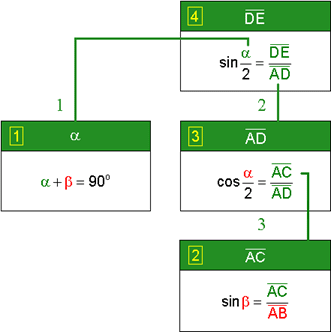 4 DE
sin α/2 = DE/AD
1
2
1 α
3 AD
α + β = 90°
cos α/2 = AC/AD
3
2 AC
sin β = AC/AB